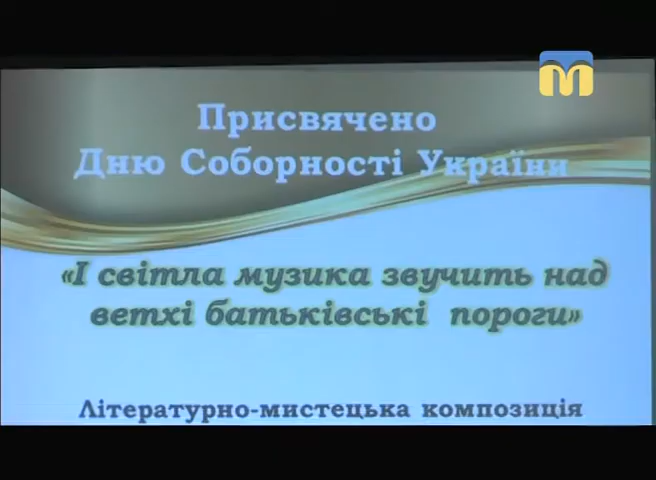 Присвячено
Дню Соборності України
«І світла музика звучить над
ветхі батьківські пороги»
Літературно-мистецька композиція